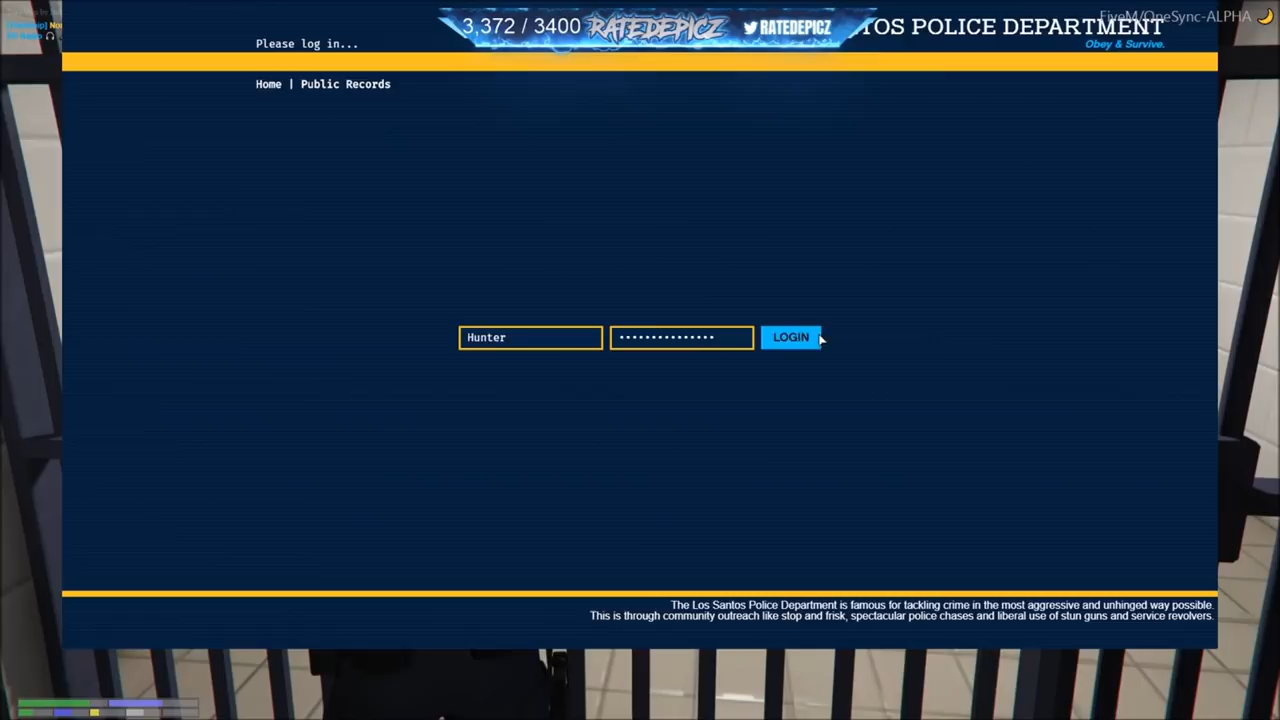 FiveM/OneSync-ALPHA
3,372 / 3400 RATEDEPICZ RATEDEPICZ
TOS POLICE DEPARTMENT
Please log in...
Obey & Survive.
Home | Public Records
Hunter ••••••••••••••• LOGIN
The Los Santos Police Department is famous for tackling crime in the most aggressive and unhinged way possible.
This is through community outreach like stop and frisk, spectacular police chases and liberal use of stun guns and service revolvers.